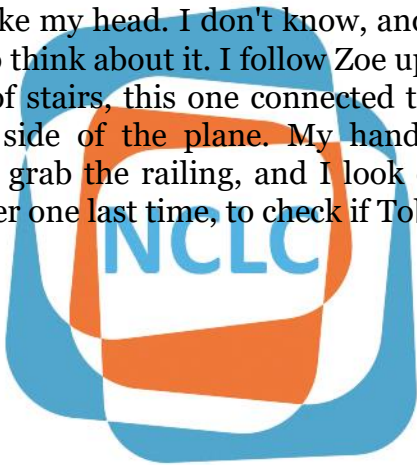 ke my head. I don't know, and
think about it. I follow Zoe up
of stairs, this one connected t
side of the plane. My hand
grab the railing, and I look
er one last time, to check if To
NCLC